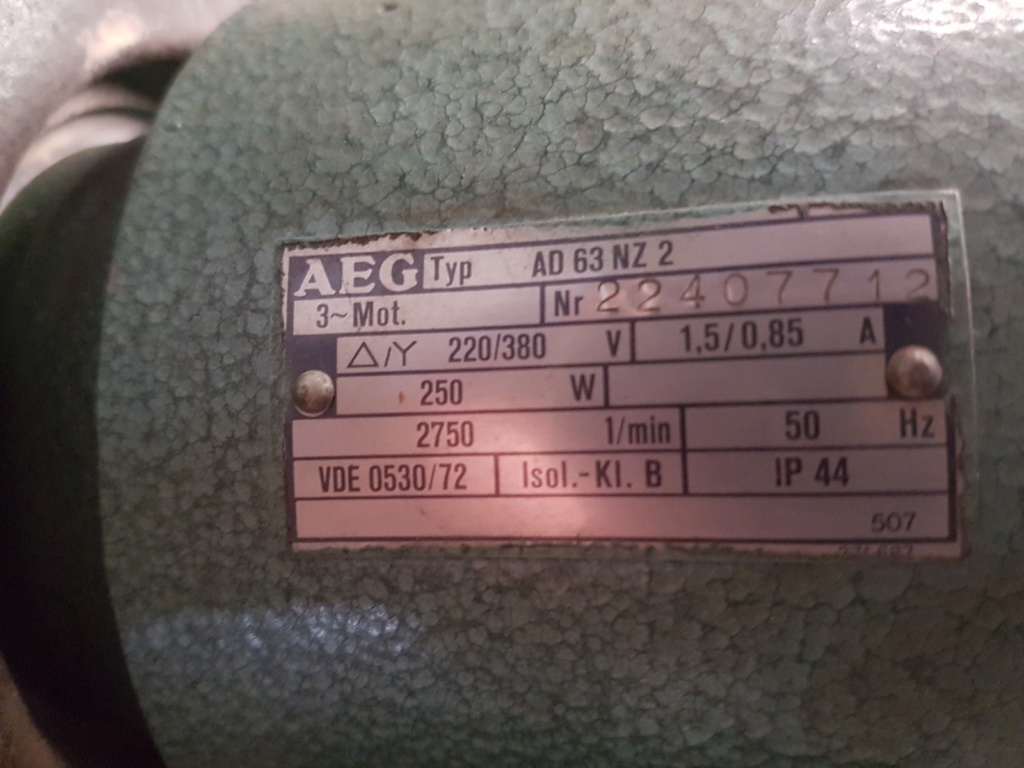 AEG Typ AD 63 NZ 2
3~ Mot. Nr 22407712
△/Y 220/380 V 1,5/0,85 A
250 W
2750 1/min 50 Hz
VDE 0530/72 Isol.-Kl. B IP 44
507